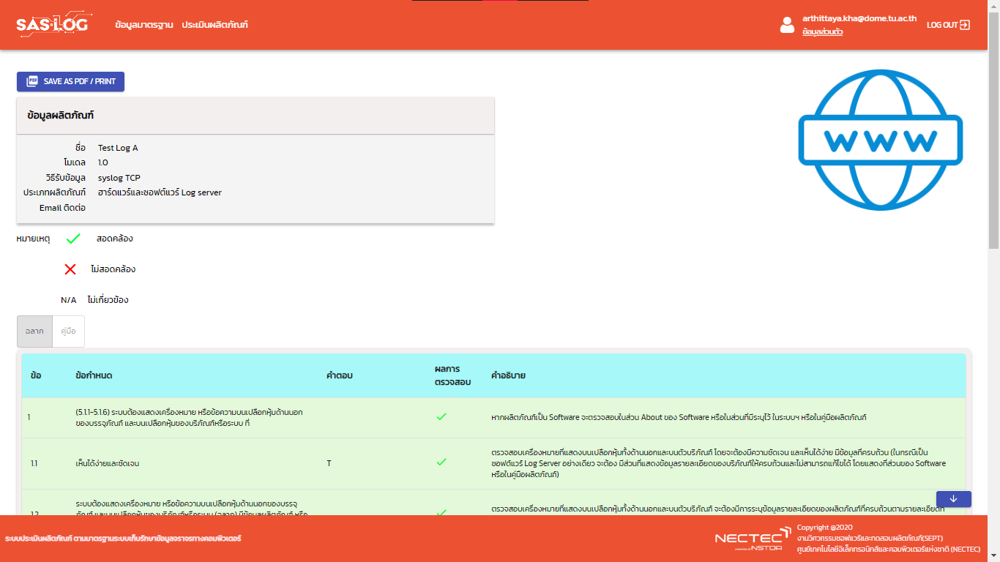 SASLOG
ข้อมูลมาตรฐาน ประเมินผลิตภัณฑ์
arthittaya.kha@dome.tu.ac.th
ข้อมูลส่วนตัว
LOG OUT
PDF SAVE AS PDF / PRINT
WWW
ข้อมูลผลิตภัณฑ์
ชื่อ Test Log A
โมเดล 1.0
วิธีรับข้อมูล syslog TCP
ประเภทผลิตภัณฑ์ ฮาร์ดแวร์และซอฟต์แวร์ Log server
Email ติดต่อ
หมายเหตุ สอดคล้อง
ไม่สอดคล้อง
N/A ไม่เกี่ยวข้อง
ฉลาก คู่มือ
ข้อ ข้อกำหนด คำตอบ ผลการ
ตรวจสอบ คำอธิบาย
1 (5.1.1-5.1.6) ระบบต้องแสดงเครื่องหมาย หรือข้อความบนเปลือกหุ้มด้านนอก
ของบรรจุภัณฑ์ และบนเปลือกหุ้มของบริภัณฑ์หรือระบบ ที่
หากผลิตภัณฑ์เป็น Software จะตรวจสอบในส่วน About ของ Software หรือในส่วนที่มีระบุไว้ ในระบบฯ หรือในคู่มือผลิตภัณฑ์
1.1 เห็นได้ง่ายและชัดเจน T
ตรวจสอบเครื่องหมายที่แสดงบนเปลือกหุ้มทั้งด้านนอกและบนตัวบริภัณฑ์ โดยจะต้องมีความชัดเจน และเห็นได้ง่าย มีข้อมูลที่ครบถ้วน (ในกรณีเป็น
ซอฟต์แวร์ Log Server อย่างเดียว จะต้อง มีส่วนที่แสดงข้อมูลรายละเอียดของบริภัณฑ์ให้ครบถ้วนและไม่สามารถแก้ไขได้ โดยแสดงที่ส่วนของ Software
หรือในคู่มือผลิตภัณฑ์)
1.2 ระบบต้องแสดงเครื่องหมาย หรือข้อความบนเปลือกหุ้มด้านนอกของบรรจุ
ภัณฑ์ และบนเปลือกหุ้มของบริภัณฑ์หรือระบบ (ฉลาก) มีข้อมูลผลิตภัณฑ์ หรือ
ตรวจสอบเครื่องหมายที่แสดงบนเปลือกหุ้มทั้งด้านนอกและบนตัวบริภัณฑ์ จะต้องมีการระบุข้อมูลรายละเอียดของผลิตภัณฑ์ที่ครบถ้วนตามรายละเอียดที่
ระบบประเมินผลิตภัณฑ์ ตามมาตรฐานระบบเก็บรักษาข้อมูลจราจรทางคอมพิวเตอร์
NECTEC
NSTDA
Copyright @2020
งานวิศวกรรมซอฟแวร์และทดสอบผลิตภัณฑ์(SEPT)
ศูนย์เทคโนโลยีอิเล็กทรอนิกส์และคอมพิวเตอร์แห่งชาติ (NECTEC)